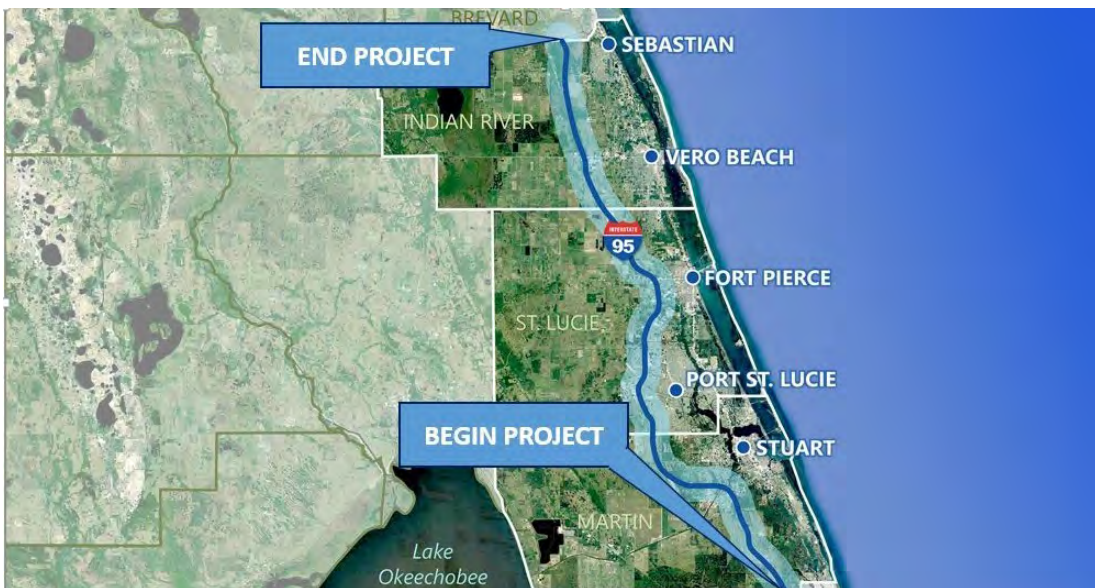 BREVARD
END PROJECT
SEBASTIAN
INDIAN RIVER
VERO BEACH
INTERSTATE
95
FORT PIERCE
ST. LUCIE
PORT ST. LUCIE
BEGIN PROJECT
STUART
MARTIN
Lake
Okeechobee